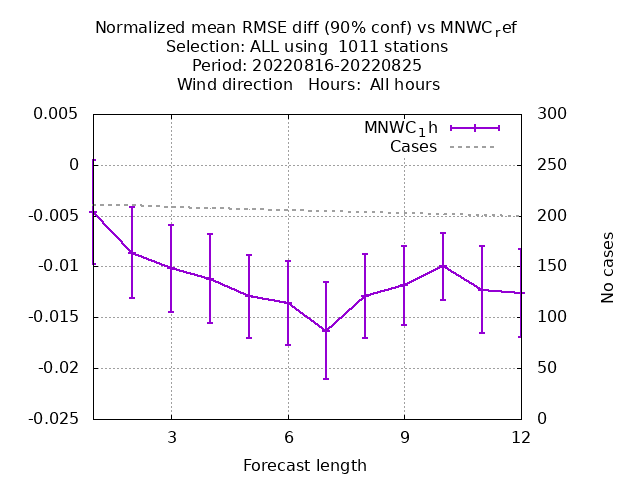 Normalized mean RMSE diff (90% conf) vs MNWC_ref
Selection: ALL using  1011 stations
Period: 20220816-20220825
Wind direction   Hours:  All hours
0.005
0
-0.005
-0.01
-0.015
-0.02
-0.025
300
250
200
150
100
50
0
MNWC_1h
Cases
No cases
3
6
9
12
Forecast length